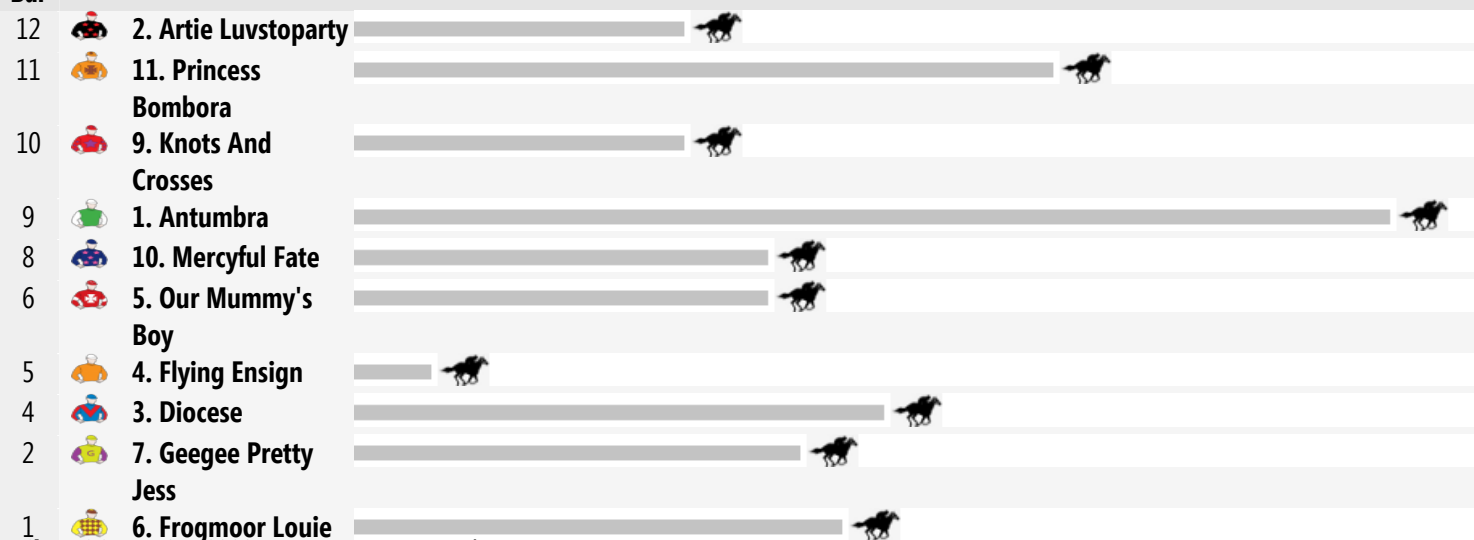 12 2. Artie Luvstoparty
11 11. Princess
Bombora
10 9. Knots And
Crosses
9 1. Antumbra
8 10. Mercyful Fate
6 5. Our Mummy's
Boy
5 4. Flying Ensign
4 3. Diocese
2 7. Geegee Pretty
G
Jess
1 6. Frogmoor Louie